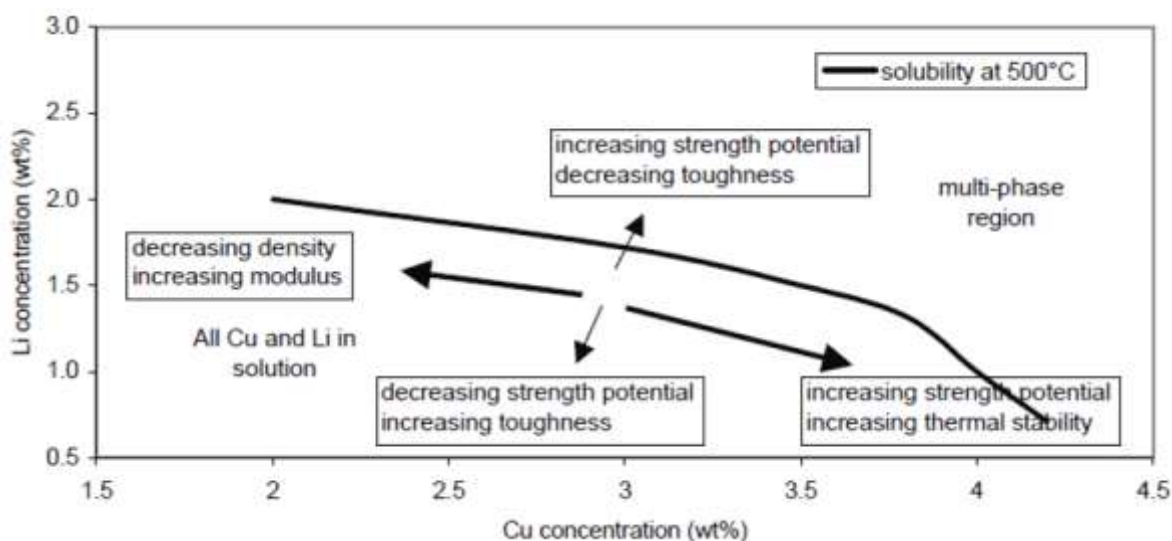 3.0
2.5
2.0
1.5
1.0
0.5
Li concentration (wt%)
solubility at 500°C
increasing strength potential
decreasing toughness
multi-phase
region
decreasing density
increasing modulus
All Cu and Li in
solution
decreasing strength potential
increasing toughness
increasing strength potential
increasing thermal stability
1.5 2 2.5 3 3.5 4 4.5
Cu concentration (wt%)